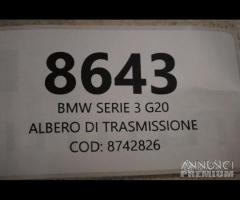 8643
BMW SERIE 3 G20
ALBERO DI TRASMISSIONE
COD: 8742826
ANNUNCI
PREMIUM